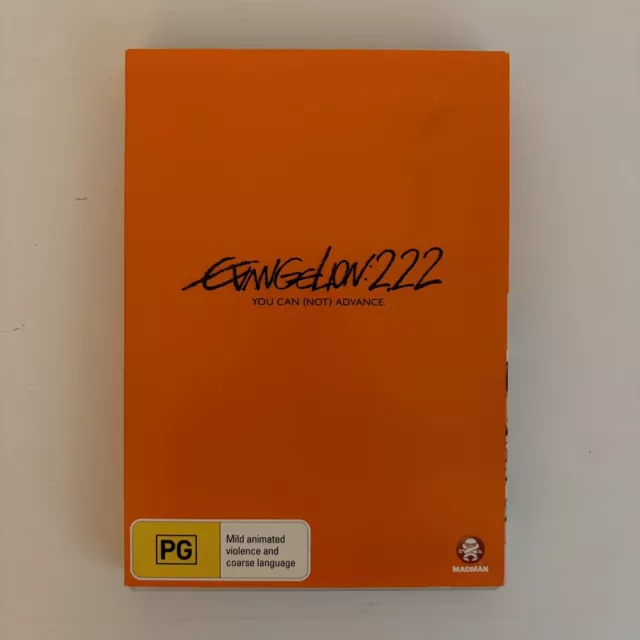 EVANGELION:2.22
YOU CAN (NOT) ADVANCE.
PG
Mild animated
violence and
coarse language
MADMAN